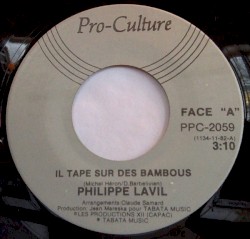 Pro-Culture
FACE "A"
PPC-2059
(1134-11-82-A)
3:10
IL TAPE SUR DES BAMBOUS
(Michel Héron/D.Barbelivien)
PHILIPPE LAVIL
Arrangements: Claude Samard
Production: Jean Mareska pour TABATA MUSIC
*LES PRODUCTIONS XII (CAPAC)
℗ TABATA MUSIC